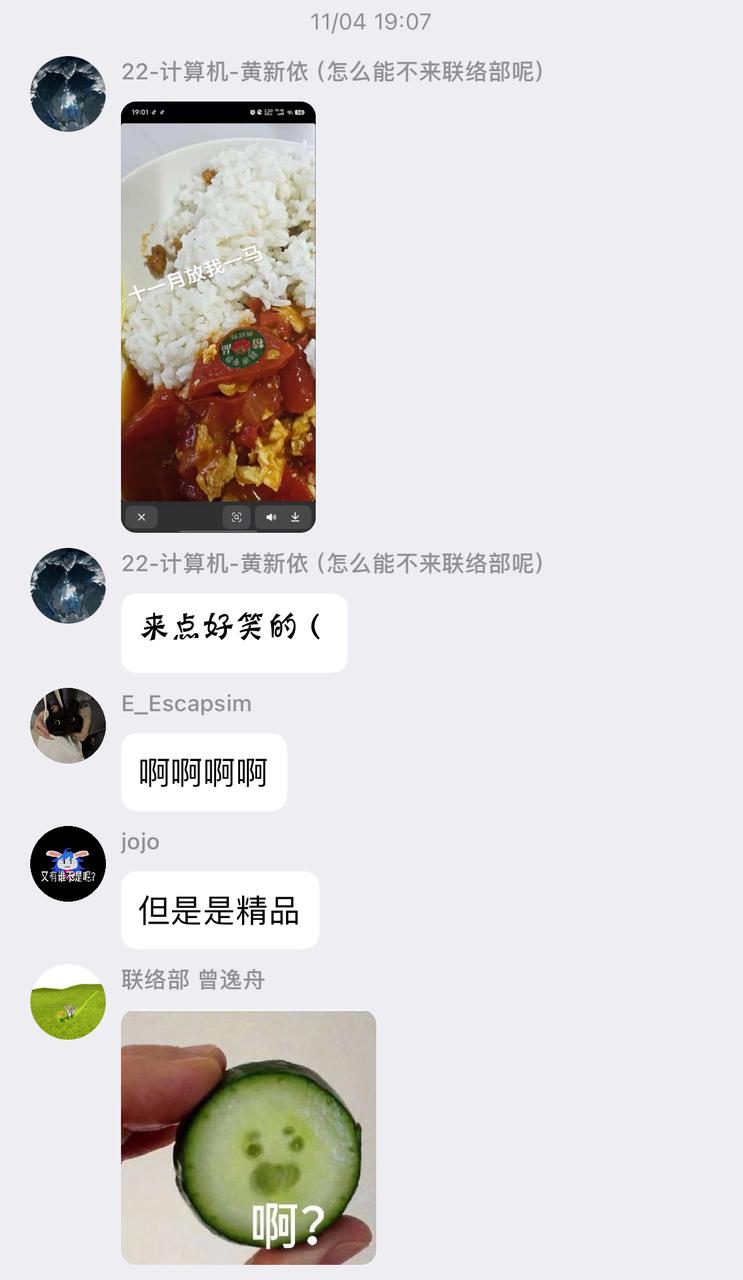 11/04 19:07
22-计算机-黄新依（怎么能不来联络部呢）
19:01
十一月放我一马
精品
22-计算机-黄新依（怎么能不来联络部呢）
来点好笑的（
E_Escapsim
啊啊啊啊
jojo
又有谁不是呢?
但是是精品
联络部 曾逸舟
啊?